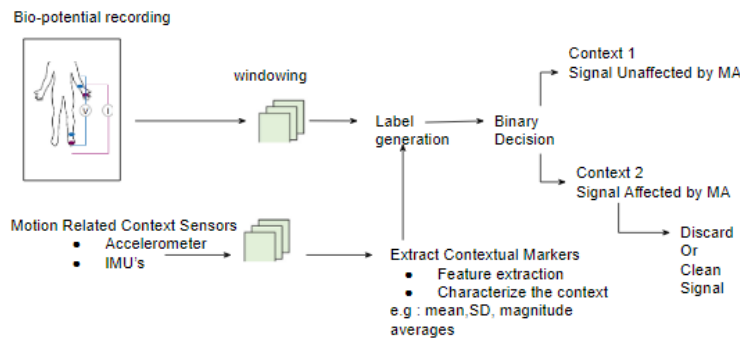 Bio-potential recording
V
I
windowing
Label
generation
Binary
Decision
Context 1
Signal Unaffected by MA
Context 2
Signal Affected by MA
Discard
Or
Clean
Signal
Motion Related Context Sensors
● Accelerometer
● IMU's
Extract Contextual Markers
● Feature extraction
● Characterize the context
e.g : mean,SD, magnitude
averages